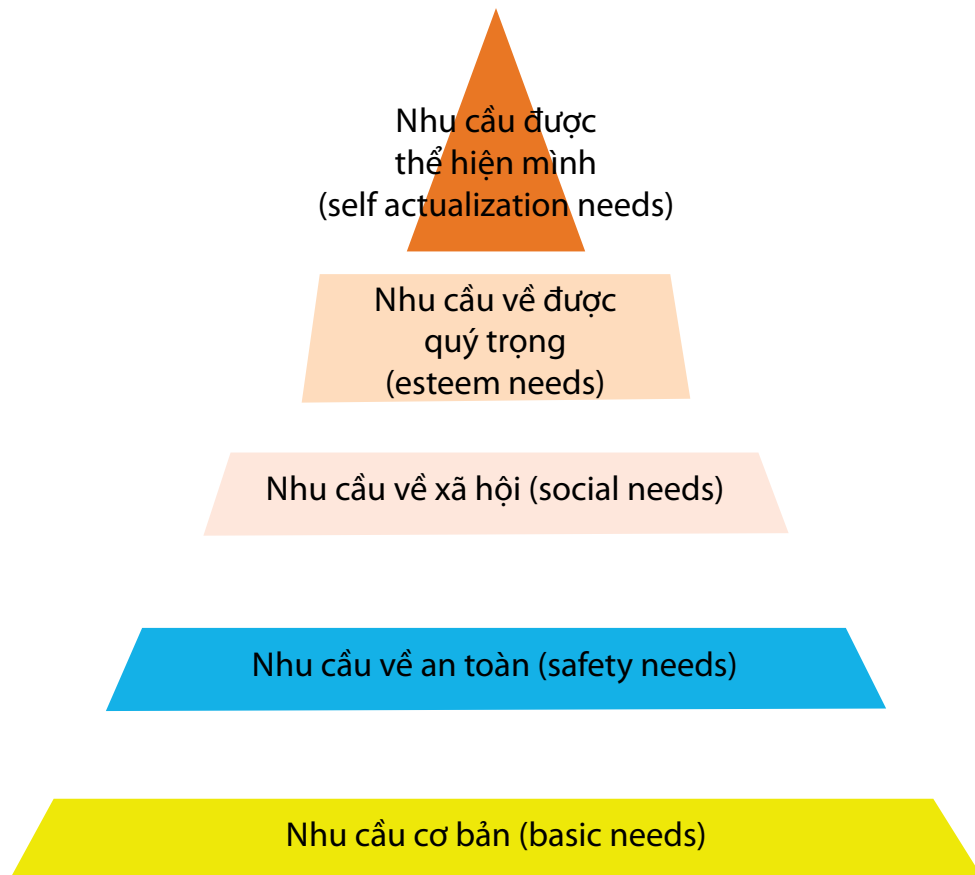 Nhu cầu được
thể hiện mình
(self actualization needs)
Nhu cầu về được
quý trọng
(esteem needs)
Nhu cầu về xã hội (social needs)
Nhu cầu về an toàn (safety needs)
Nhu cầu cơ bản (basic needs)